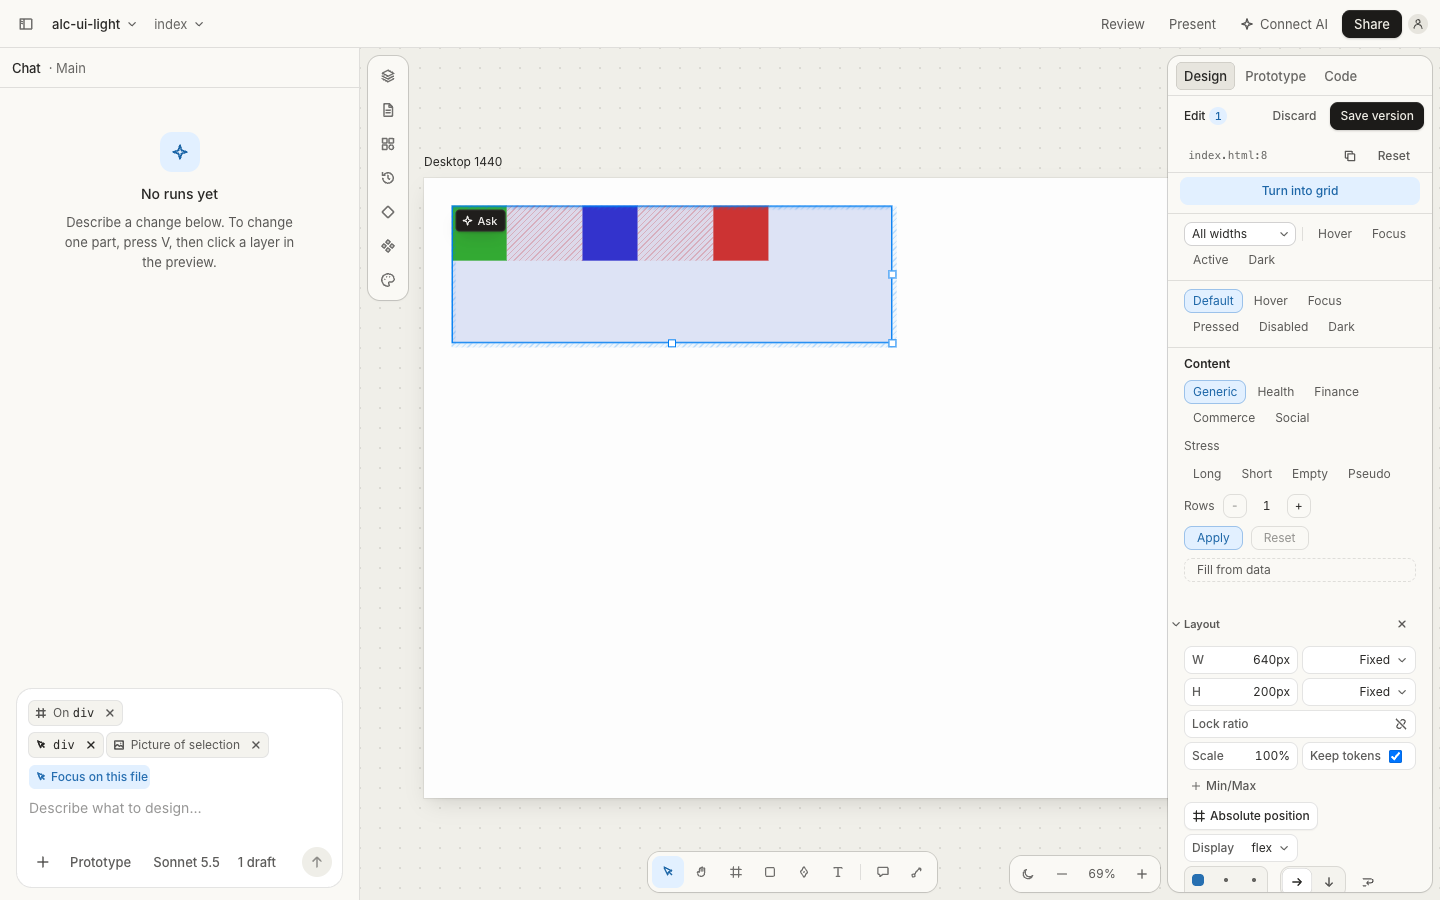 alc-ui-light index Review Present Connect AI Share
Chat · Main
No runs yet
Describe a change below. To change
one part, press V, then click a layer in
the preview.
On div
div Picture of selection
Focus on this file
Describe what to design...
Prototype Sonnet 5.5 1 draft
Desktop 1440
Ask
69%
Design Prototype Code
Edit 1 Discard Save version
index.html:8 Reset
Turn into grid
All widths Hover Focus
Active Dark
Default Hover Focus
Pressed Disabled Dark
Content
Generic Health Finance
Commerce Social
Stress
Long Short Empty Pseudo
Rows - 1 +
Apply Reset
Fill from data
Layout
W 640px Fixed
H 200px Fixed
Lock ratio
Scale 100% Keep tokens
Min/Max
Absolute position
Display flex